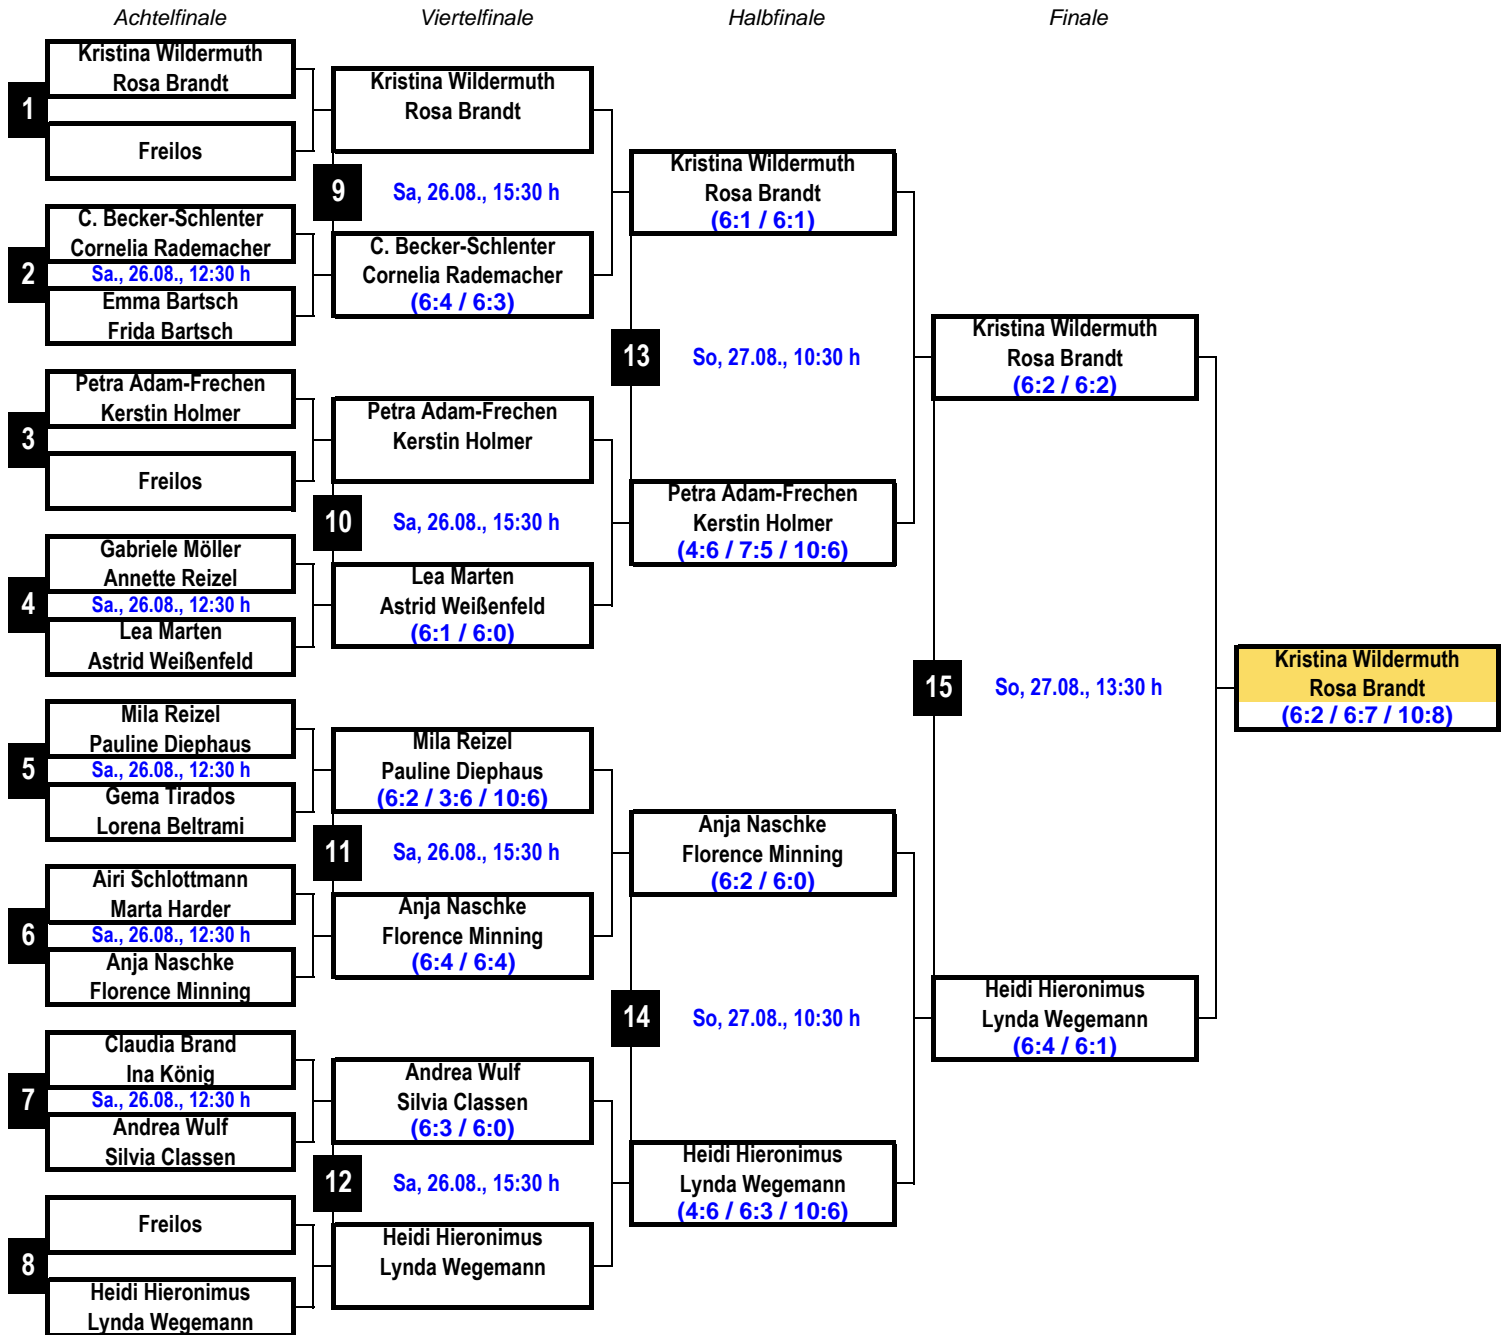 Achtelfinale
Viertelfinale
Halbfinale
Finale
1
Kristina Wildermuth
Rosa Brandt
Freilos
2
C. Becker-Schlenter
Cornelia Rademacher
Sa., 26.08., 12:30 h
Emma Bartsch
Frida Bartsch
3
Petra Adam-Frechen
Kerstin Holmer
Freilos
4
Gabriele Möller
Annette Reizel
Sa., 26.08., 12:30 h
Lea Marten
Astrid Weißenfeld
5
Mila Reizel
Pauline Diephaus
Sa., 26.08., 12:30 h
Gema Tirados
Lorena Beltrami
6
Airi Schlottmann
Marta Harder
Sa., 26.08., 12:30 h
Anja Naschke
Florence Minning
7
Claudia Brand
Ina König
Sa., 26.08., 12:30 h
Andrea Wulf
Silvia Classen
8
Freilos
Heidi Hieronimus
Lynda Wegemann
Kristina Wildermuth
Rosa Brandt
9
Sa, 26.08., 15:30 h
C. Becker-Schlenter
Cornelia Rademacher
(6:4 / 6:3)
Petra Adam-Frechen
Kerstin Holmer
10
Sa, 26.08., 15:30 h
Lea Marten
Astrid Weißenfeld
(6:1 / 6:0)
Mila Reizel
Pauline Diephaus
(6:2 / 3:6 / 10:6)
11
Sa, 26.08., 15:30 h
Anja Naschke
Florence Minning
(6:4 / 6:4)
Andrea Wulf
Silvia Classen
(6:3 / 6:0)
12
Sa, 26.08., 15:30 h
Heidi Hieronimus
Lynda Wegemann
Kristina Wildermuth
Rosa Brandt
(6:1 / 6:1)
13
So, 27.08., 10:30 h
Petra Adam-Frechen
Kerstin Holmer
(4:6 / 7:5 / 10:6)
Anja Naschke
Florence Minning
(6:2 / 6:0)
14
So, 27.08., 10:30 h
Heidi Hieronimus
Lynda Wegemann
(4:6 / 6:3 / 10:6)
Kristina Wildermuth
Rosa Brandt
(6:2 / 6:2)
15
So, 27.08., 13:30 h
Heidi Hieronimus
Lynda Wegemann
(6:4 / 6:1)
Kristina Wildermuth
Rosa Brandt
(6:2 / 6:7 / 10:8)